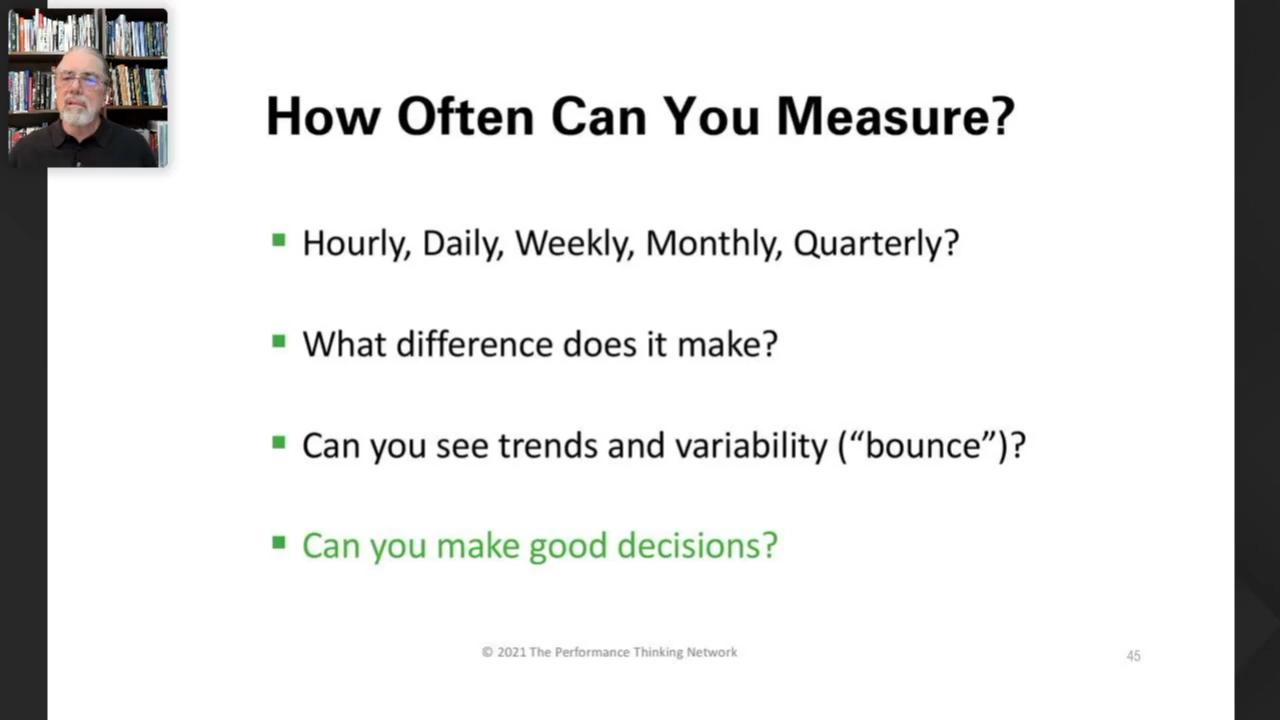 How Often Can You Measure?
Hourly, Daily, Weekly, Monthly, Quarterly?
What difference does it make?
Can you see trends and variability (“bounce”)?
Can you make good decisions?
© 2021 The Performance Thinking Network
45